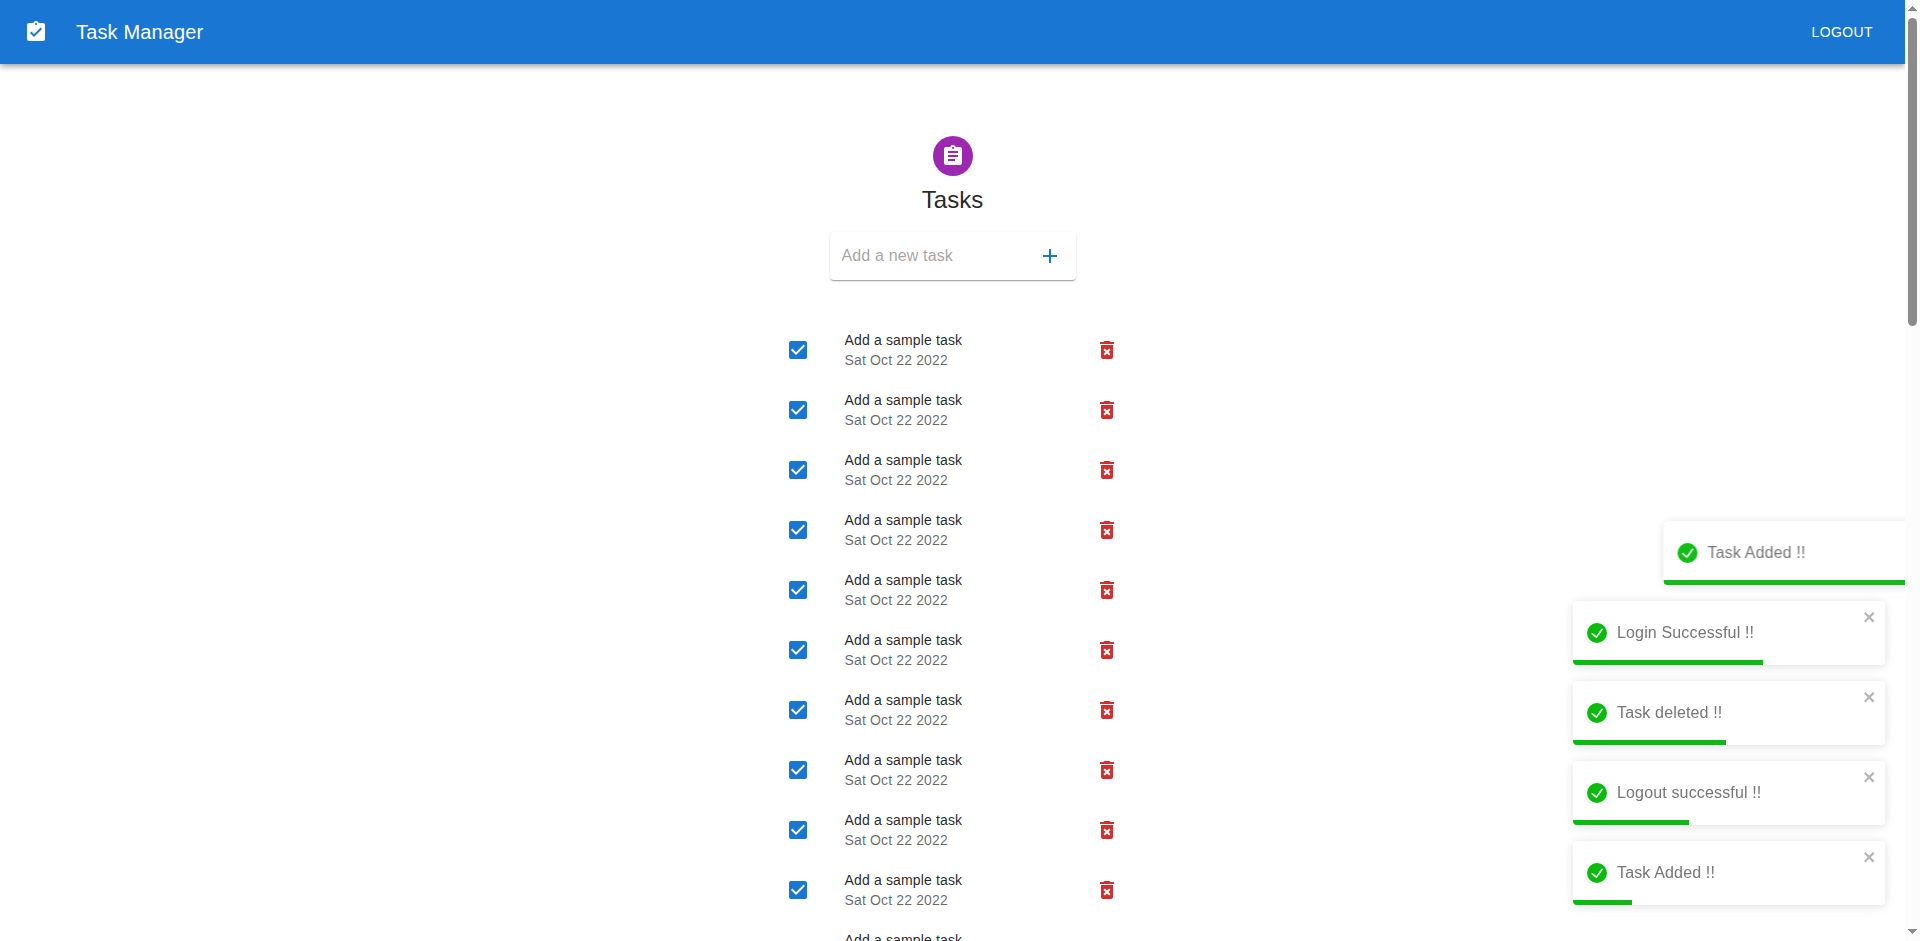 Task Manager
LOGOUT
Tasks
Add a new task
Add a sample task
Sat Oct 22 2022
Add a sample task
Sat Oct 22 2022
Add a sample task
Sat Oct 22 2022
Add a sample task
Sat Oct 22 2022
Add a sample task
Sat Oct 22 2022
Add a sample task
Sat Oct 22 2022
Add a sample task
Sat Oct 22 2022
Add a sample task
Sat Oct 22 2022
Add a sample task
Sat Oct 22 2022
Add a sample task
Sat Oct 22 2022
Add a sample task
Task Added !!
Login Successful !!
Task deleted !!
Logout successful !!
Task Added !!